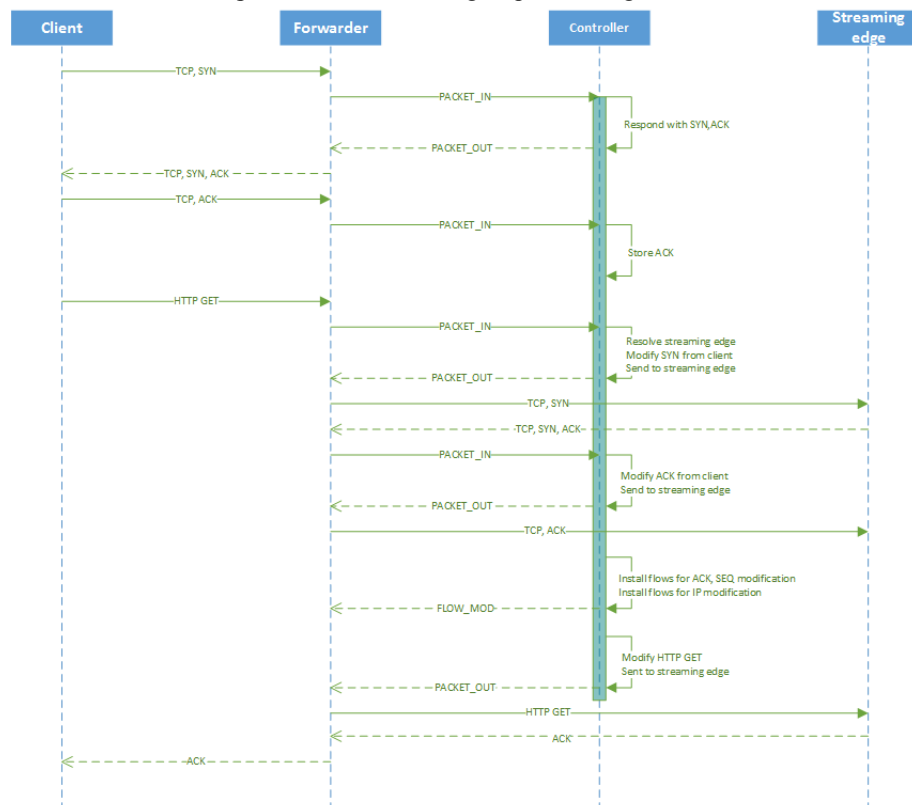 Client
Forwarder
Controller
Streaming
edge
TCP, SYN
PACKET_IN
Respond with SYN,ACK
PACKET_OUT
TCP, SYN, ACK
TCP, ACK
PACKET_IN
Store ACK
HTTP GET
PACKET_IN
Resolve streaming edge
Modify SYN from client
Send to streaming edge
PACKET_OUT
TCP, SYN
TCP, SYN, ACK
PACKET_IN
Modify ACK from client
Send to streaming edge
PACKET_OUT
TCP, ACK
Install flows for ACK, SEQ modification
Install flows for IP modification
FLOW_MOD
Modify HTTP GET
Sent to streaming edge
PACKET_OUT
HTTP GET
ACK
ACK